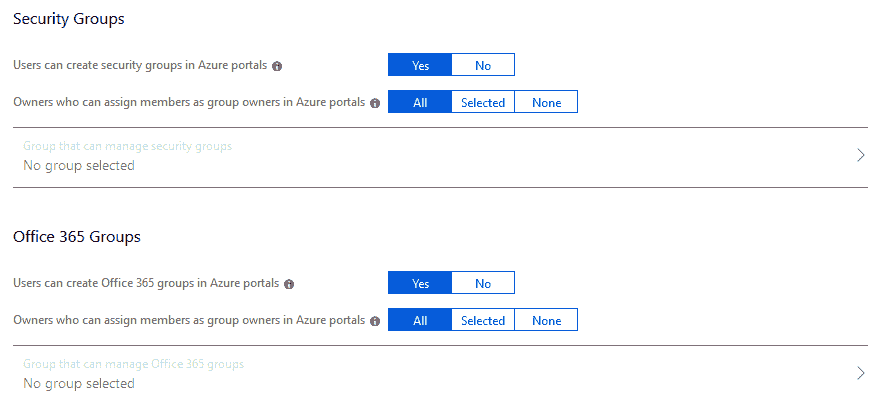 Security Groups
Users can create security groups in Azure portals
Yes No
Owners who can assign members as group owners in Azure portals
All Selected None
Group that can manage security groups
No group selected
Office 365 Groups
Users can create Office 365 groups in Azure portals
Yes No
Owners who can assign members as group owners in Azure portals
All Selected None
Group that can manage Office 365 groups
No group selected